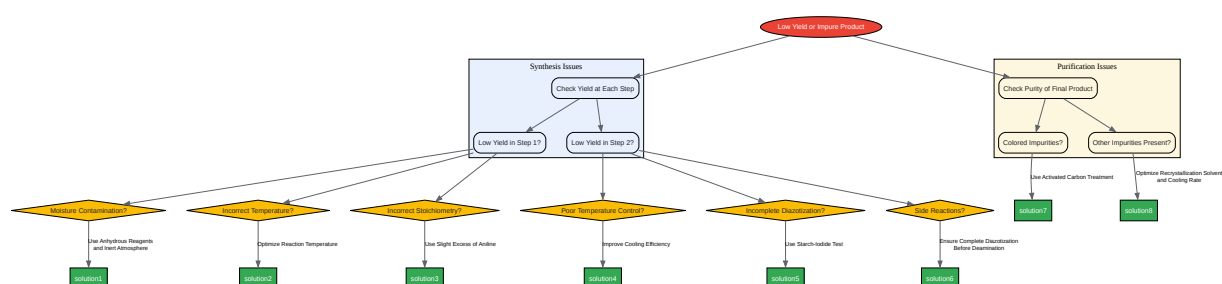 Low Yield or Impure Product
Synthesis Issues
Purification Issues
Check Yield at Each Step
Check Purity of Final Product
Low Yield in Step 1?
Low Yield in Step 2?
Colored Impurities?
Other Impurities Present?
Use Activated Carbon Treatment
Optimize Recrystallization Solvent
and Cooling Rate
Moisture Contamination?
Incorrect Temperature?
Incorrect Stoichiometry?
Poor Temperature Control?
Incomplete Diazotization?
Side Reactions?
solution7
solution8
Use Anhydrous Reagents
and Inert Atmosphere
Optimize Reaction Temperature
Use Slight Excess of Aniline
Improve Cooling Efficiency
Use Starch-Iodide Test
Ensure Complete Diazotization
Before Deamination
solution1
solution2
solution3
solution4
solution5
solution6